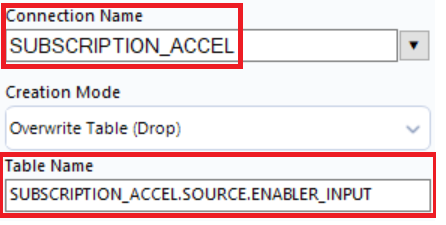 Connection Name
SUBSCRIPTION_ACCEL
Creation Mode
Overwrite Table (Drop)
Table Name
SUBSCRIPTION_ACCEL.SOURCE.ENABLER_INPUT